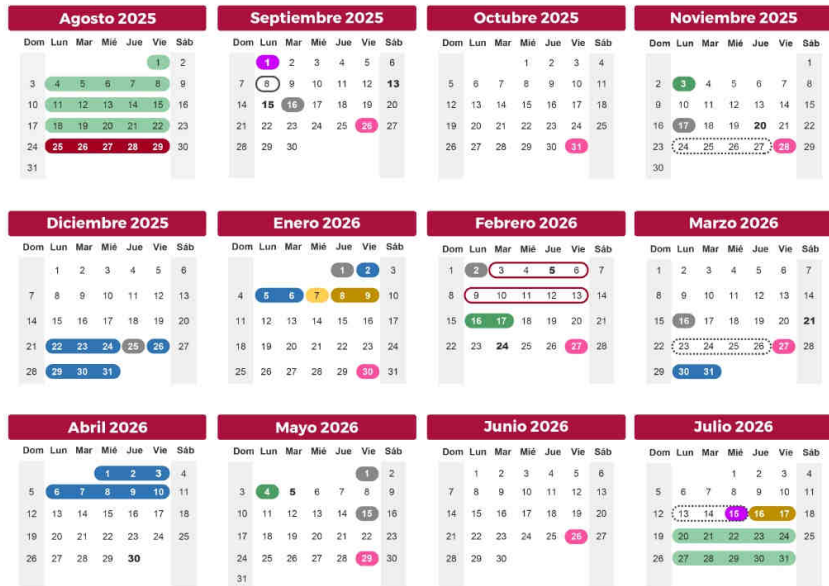 Agosto 2025
Dom Lun Mar Mié Jue Vie Sáb
1 2
3 4 5 6 7 8 9
10 11 12 13 14 15 16
17 18 19 20 21 22 23
24 25 26 27 28 29 30
31
Septiembre 2025
Dom Lun Mar Mié Jue Vie Sáb
1 2 3 4 5 6
7 8 9 10 11 12 13
14 15 16 17 18 19 20
21 22 23 24 25 26 27
28 29 30
Octubre 2025
Dom Lun Mar Mié Jue Vie Sáb
1 2 3 4
5 6 7 8 9 10 11
12 13 14 15 16 17 18
19 20 21 22 23 24 25
26 27 28 29 30 31
Noviembre 2025
Dom Lun Mar Mié Jue Vie Sáb
1
2 3 4 5 6 7 8
9 10 11 12 13 14 15
16 17 18 19 20 21 22
23 24 25 26 27 28 29
30
Diciembre 2025
Dom Lun Mar Mié Jue Vie Sáb
1 2 3 4 5 6
7 8 9 10 11 12 13
14 15 16 17 18 19 20
21 22 23 24 25 26 27
28 29 30 31
Enero 2026
Dom Lun Mar Mié Jue Vie Sáb
1 2 3
4 5 6 7 8 9 10
11 12 13 14 15 16 17
18 19 20 21 22 23 24
25 26 27 28 29 30 31
Febrero 2026
Dom Lun Mar Mié Jue Vie Sáb
1 2 3 4 5 6 7
8 9 10 11 12 13 14
15 16 17 18 19 20 21
22 23 24 25 26 27 28
Marzo 2026
Dom Lun Mar Mié Jue Vie Sáb
1 2 3 4 5 6 7
8 9 10 11 12 13 14
15 16 17 18 19 20 21
22 23 24 25 26 27 28
29 30 31
Abril 2026
Dom Lun Mar Mié Jue Vie Sáb
1 2 3 4
5 6 7 8 9 10 11
12 13 14 15 16 17 18
19 20 21 22 23 24 25
26 27 28 29 30
Mayo 2026
Dom Lun Mar Mié Jue Vie Sáb
1 2
3 4 5 6 7 8 9
10 11 12 13 14 15 16
17 18 19 20 21 22 23
24 25 26 27 28 29 30
31
Junio 2026
Dom Lun Mar Mié Jue Vie Sáb
1 2 3 4 5 6
7 8 9 10 11 12 13
14 15 16 17 18 19 20
21 22 23 24 25 26 27
28 29 30
Julio 2026
Dom Lun Mar Mié Jue Vie Sáb
1 2 3 4
5 6 7 8 9 10 11
12 13 14 15 16 17 18
19 20 21 22 23 24 25
26 27 28 29 30 31